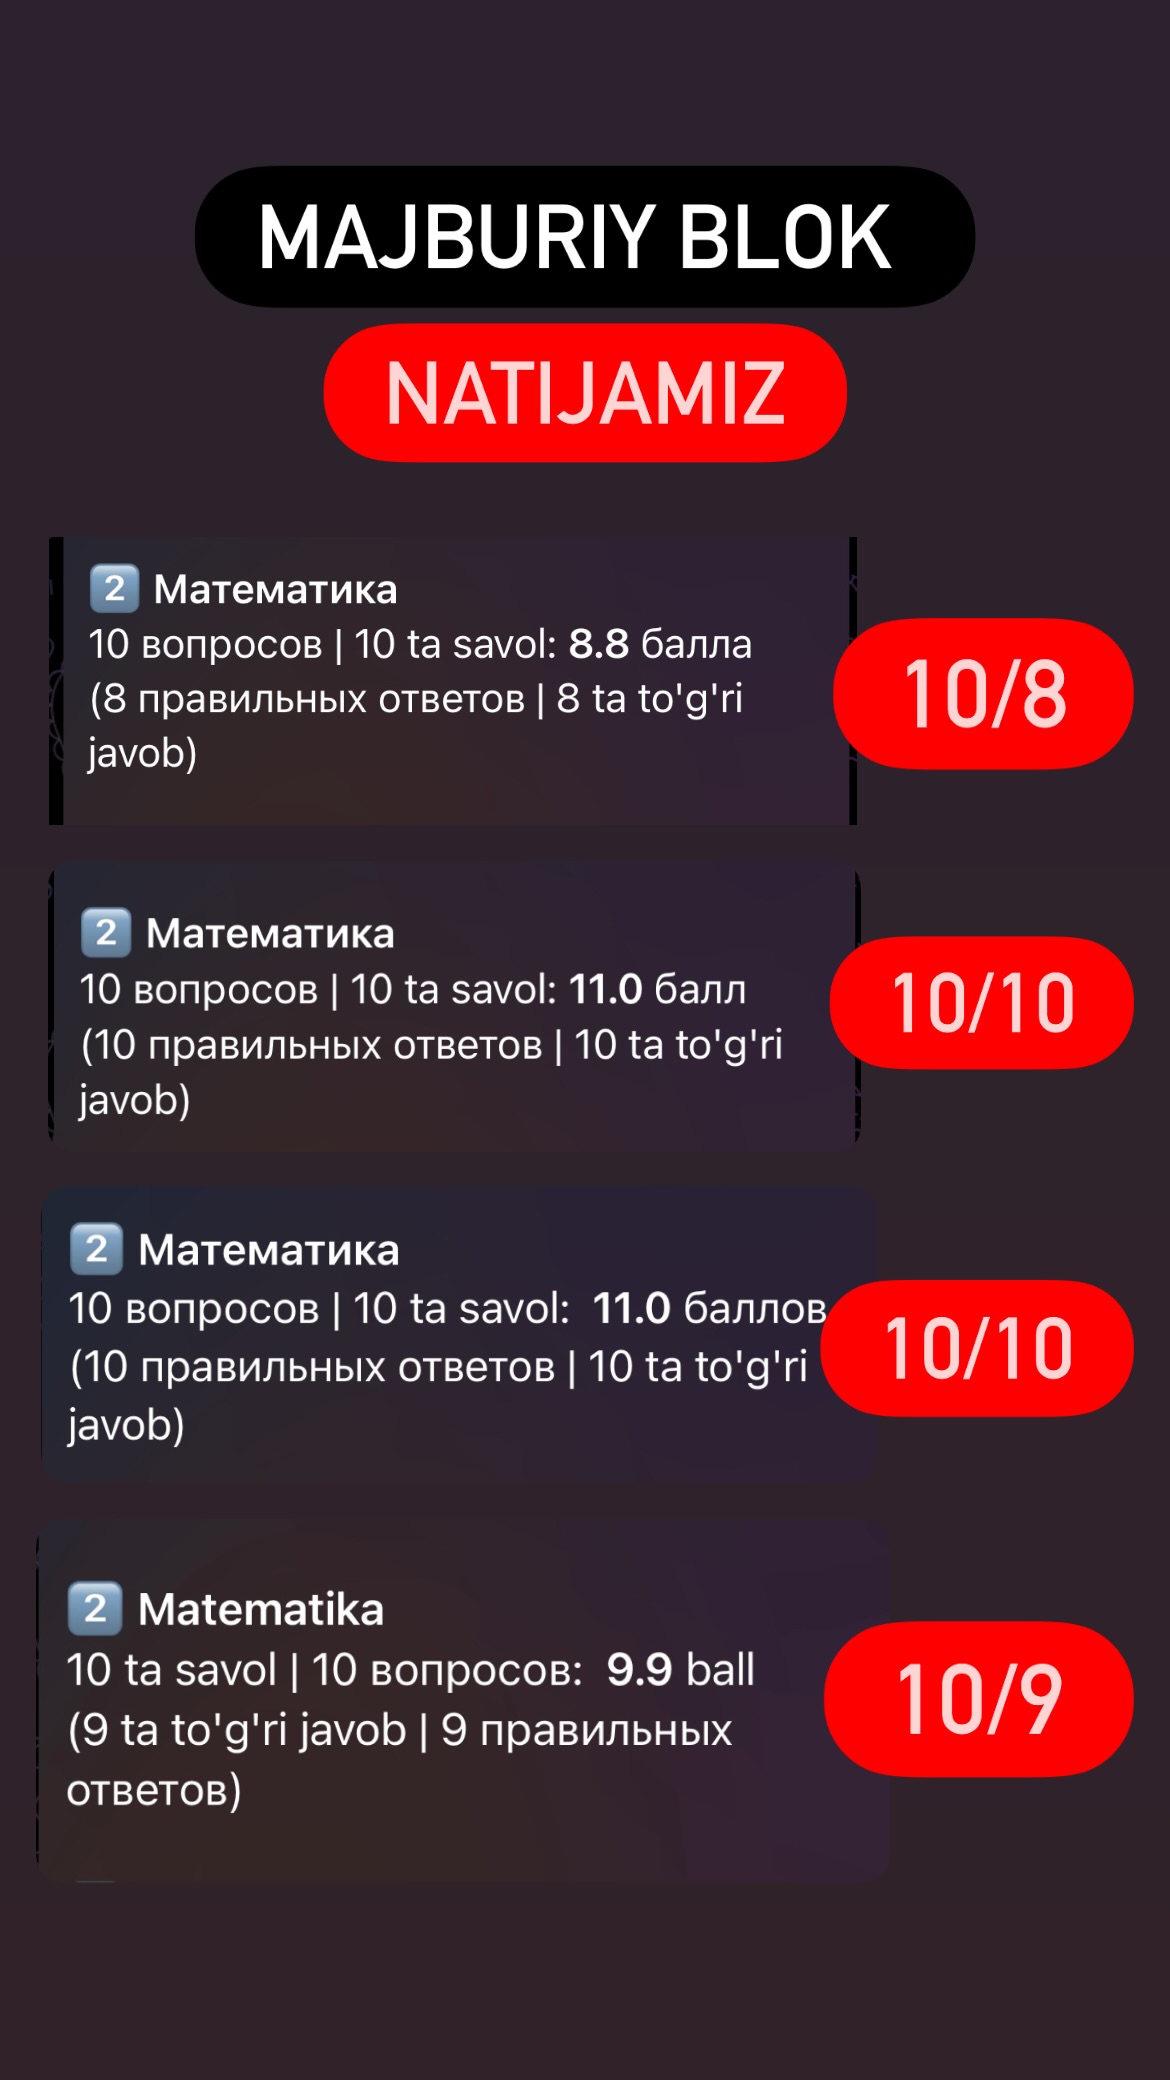 MAJBURIY BLOK
NATIJAMIZ
2 Математика
10 вопросов | 10 ta savol: 8.8 балла
(8 правильных ответов | 8 ta to'g'ri
javob)
10/8
2 Математика
10 вопросов | 10 ta savol: 11.0 балл
(10 правильных ответов | 10 ta to'g'ri
javob)
10/10
2 Математика
10 вопросов | 10 ta savol: 11.0 баллов
(10 правильных ответов | 10 ta to'g'ri
javob)
10/10
2 Matematika
10 ta savol | 10 вопросов: 9.9 ball
(9 ta to'g'ri javob | 9 правильных
ответов)
10/9